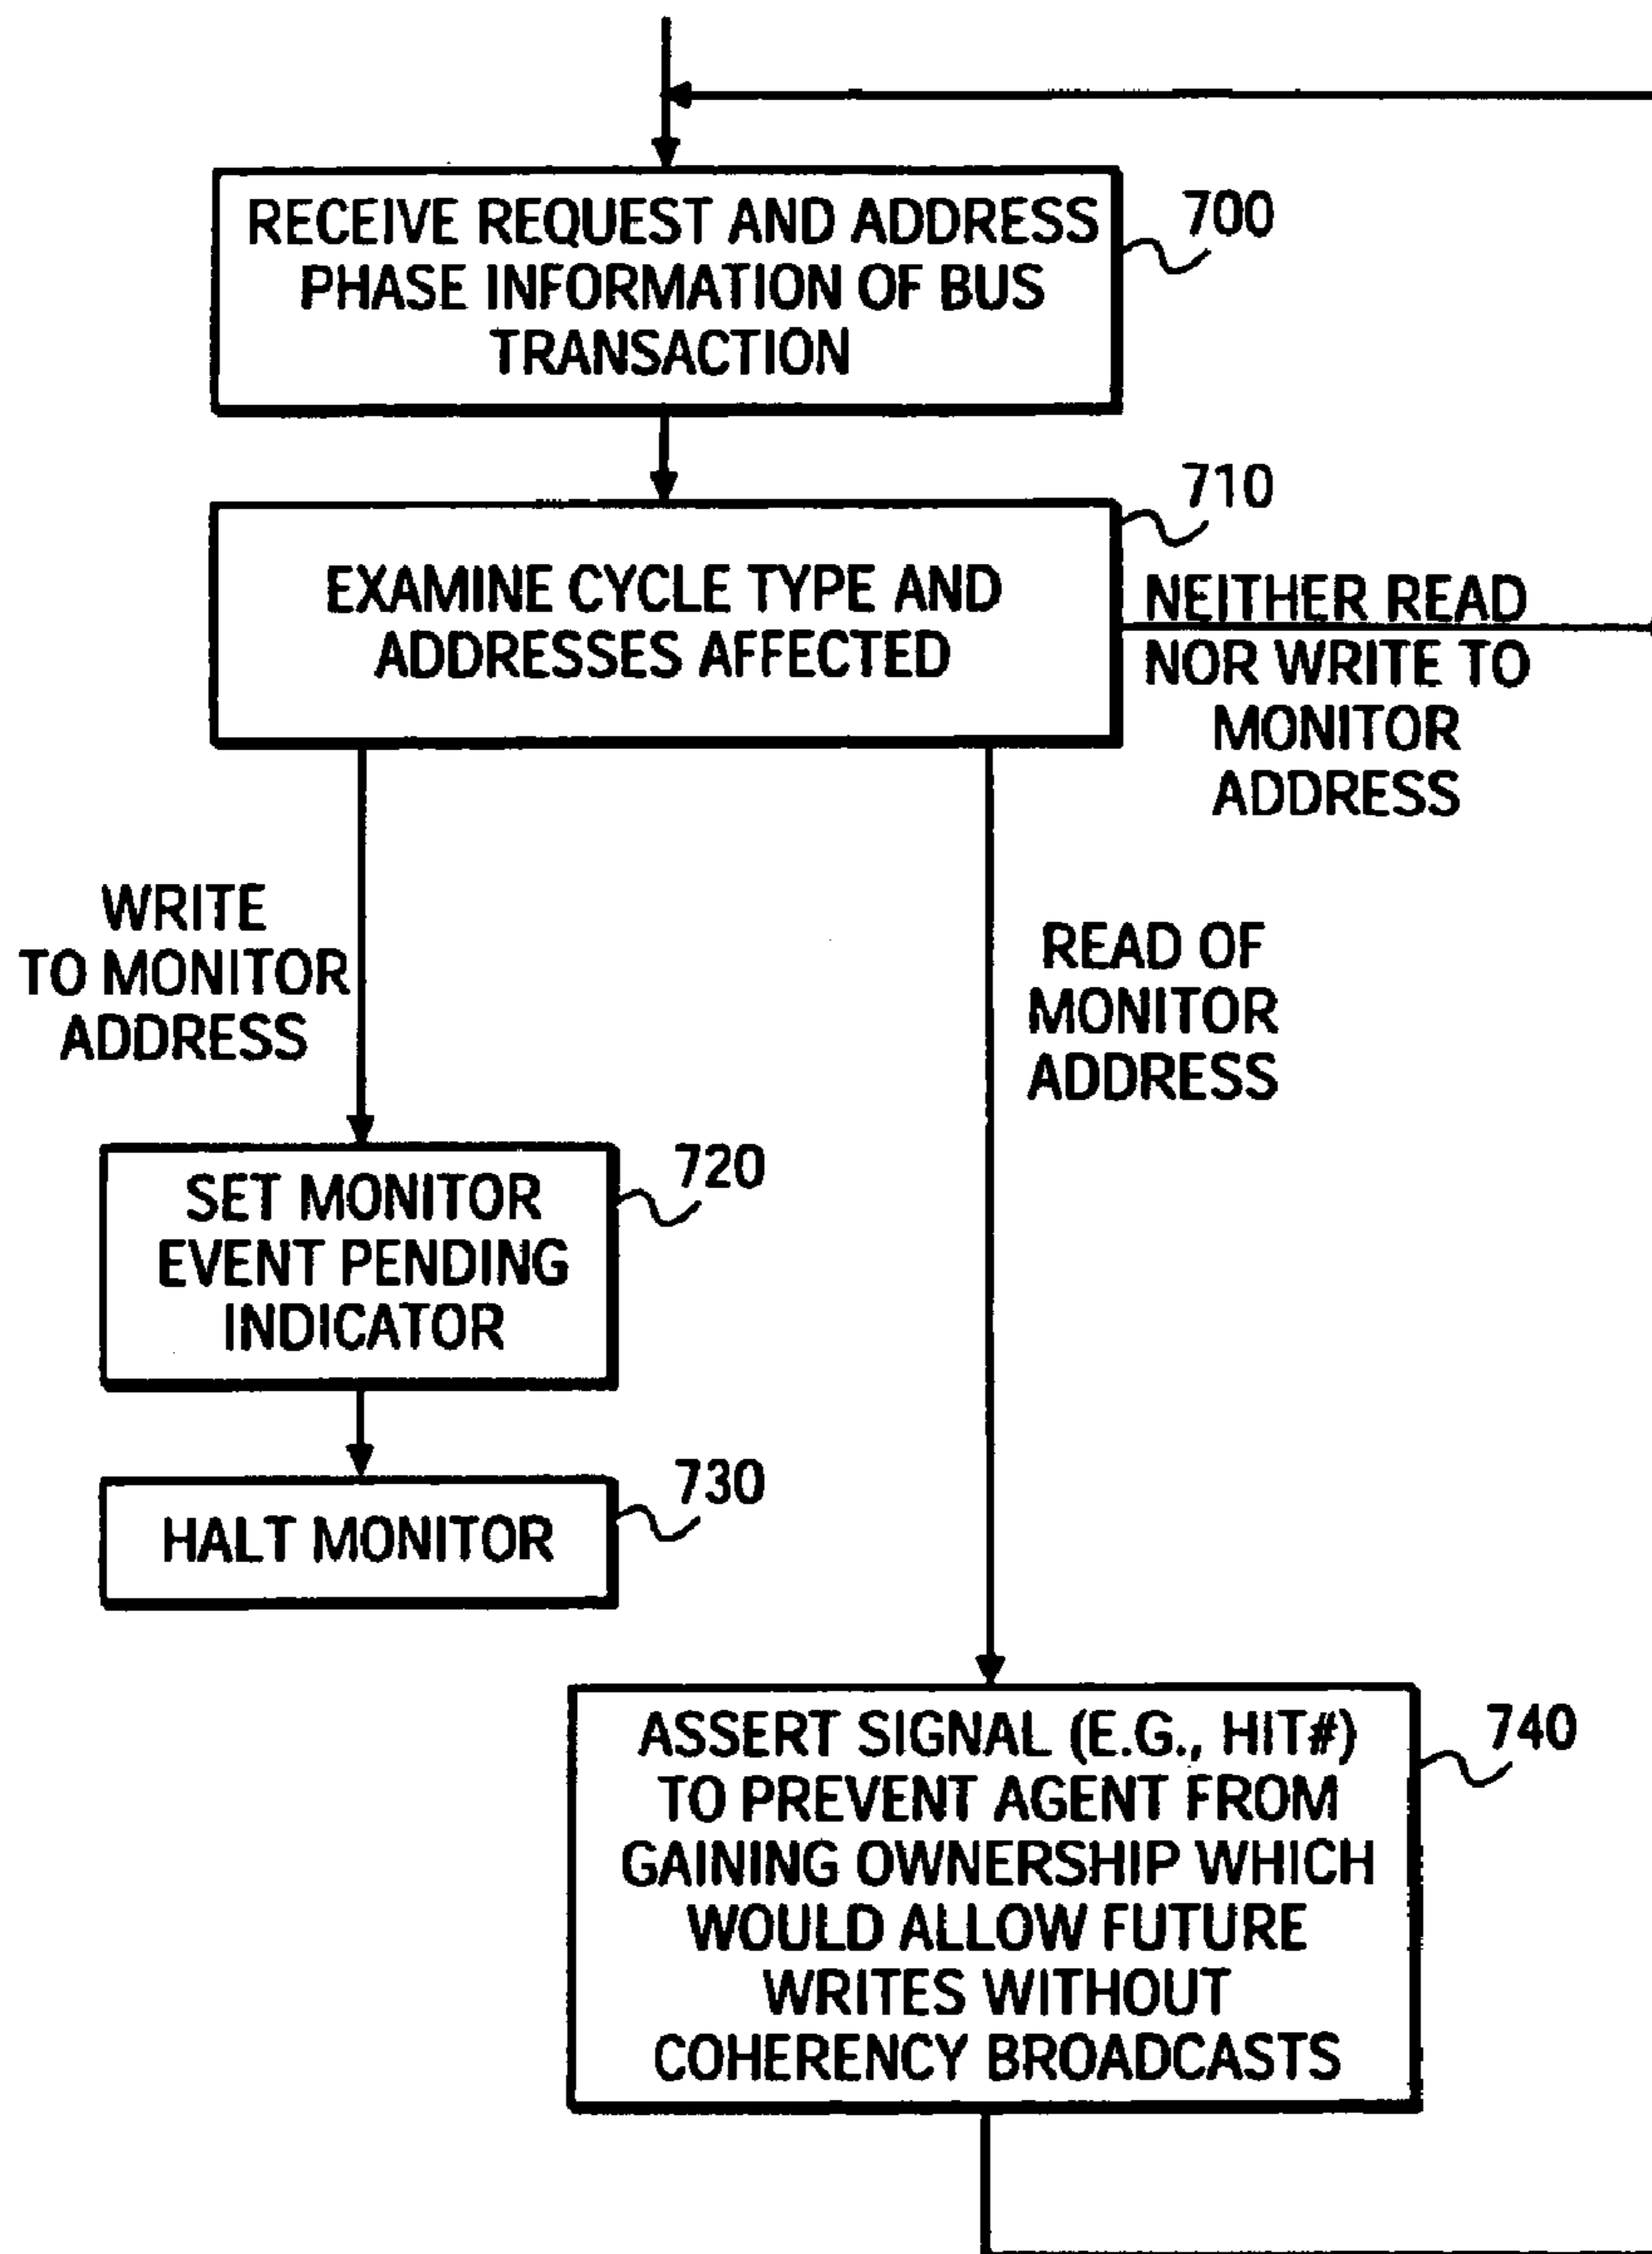 RECEIVE REQUEST AND ADDRESS
PHASE INFORMATION OF BUS
TRANSACTION
700
710
EXAMINE CYCLE TYPE AND
ADDRESSES AFFECTED
NEITHER READ
NOR WRITE TO
MONITOR
ADDRESS
WRITE
TO MONITOR
ADDRESS
READ OF
MONITOR
ADDRESS
720
SET MONITOR
EVENT PENDING
INDICATOR
730
HALT MONITOR
740
ASSERT SIGNAL (E.G., HIT#)
TO PREVENT AGENT FROM
GAINING OWNERSHIP WHICH
WOULD ALLOW FUTURE
WRITES WITHOUT
COHERENCY BROADCASTS